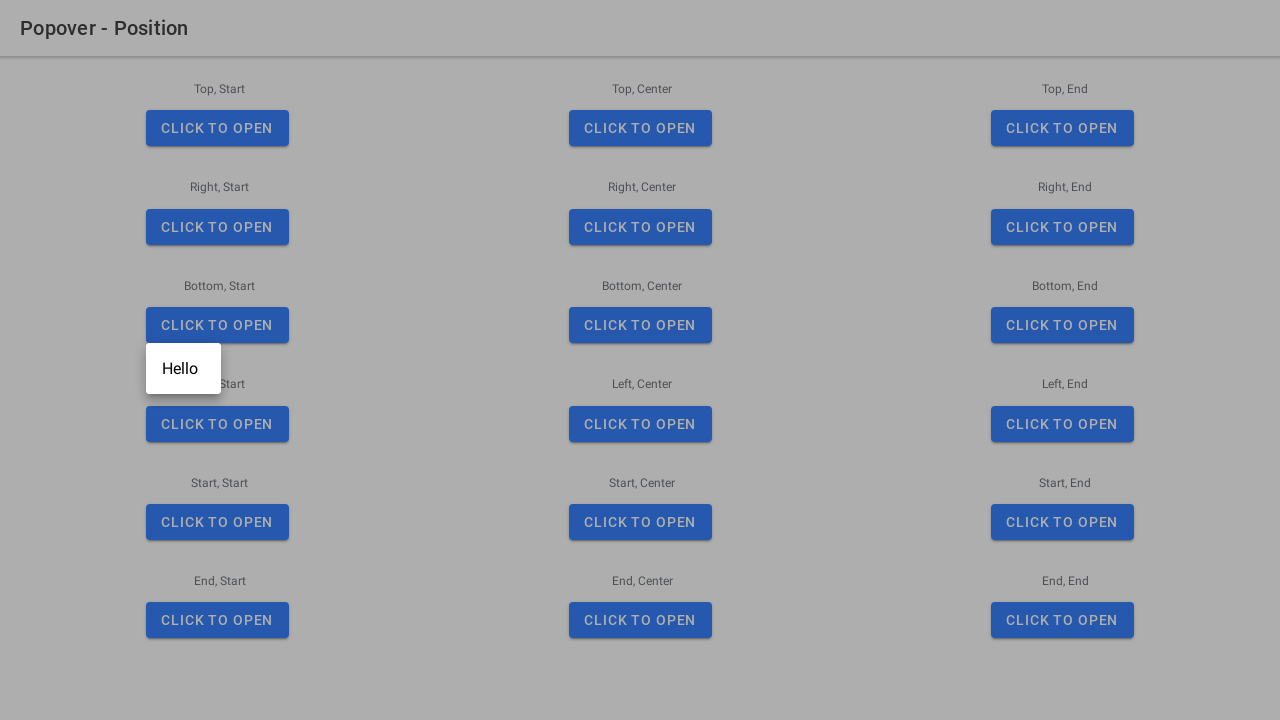 Popover - Position
Top, Start
Top, Center
Top, End
CLICK TO OPEN
CLICK TO OPEN
CLICK TO OPEN
Right, Start
Right, Center
Right, End
CLICK TO OPEN
CLICK TO OPEN
CLICK TO OPEN
Bottom, Start
Bottom, Center
Bottom, End
CLICK TO OPEN
CLICK TO OPEN
CLICK TO OPEN
Hello
Start
Left, Center
Left, End
CLICK TO OPEN
CLICK TO OPEN
CLICK TO OPEN
Start, Start
Start, Center
Start, End
CLICK TO OPEN
CLICK TO OPEN
CLICK TO OPEN
End, Start
End, Center
End, End
CLICK TO OPEN
CLICK TO OPEN
CLICK TO OPEN